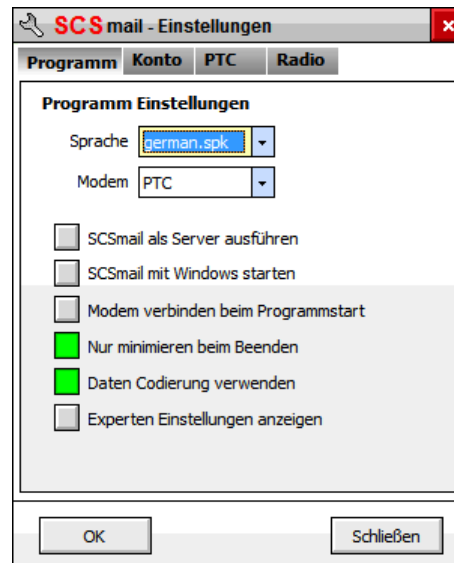 SCSmail - Einstellungen
Programm Konto PTC Radio
Programm Einstellungen
Sprache german.spk
Modem PTC
SCSmail als Server ausführen
SCSmail mit Windows starten
Modem verbinden beim Programmstart
Nur minimieren beim Beenden
Daten Codierung verwenden
Experten Einstellungen anzeigen
OK Schließen